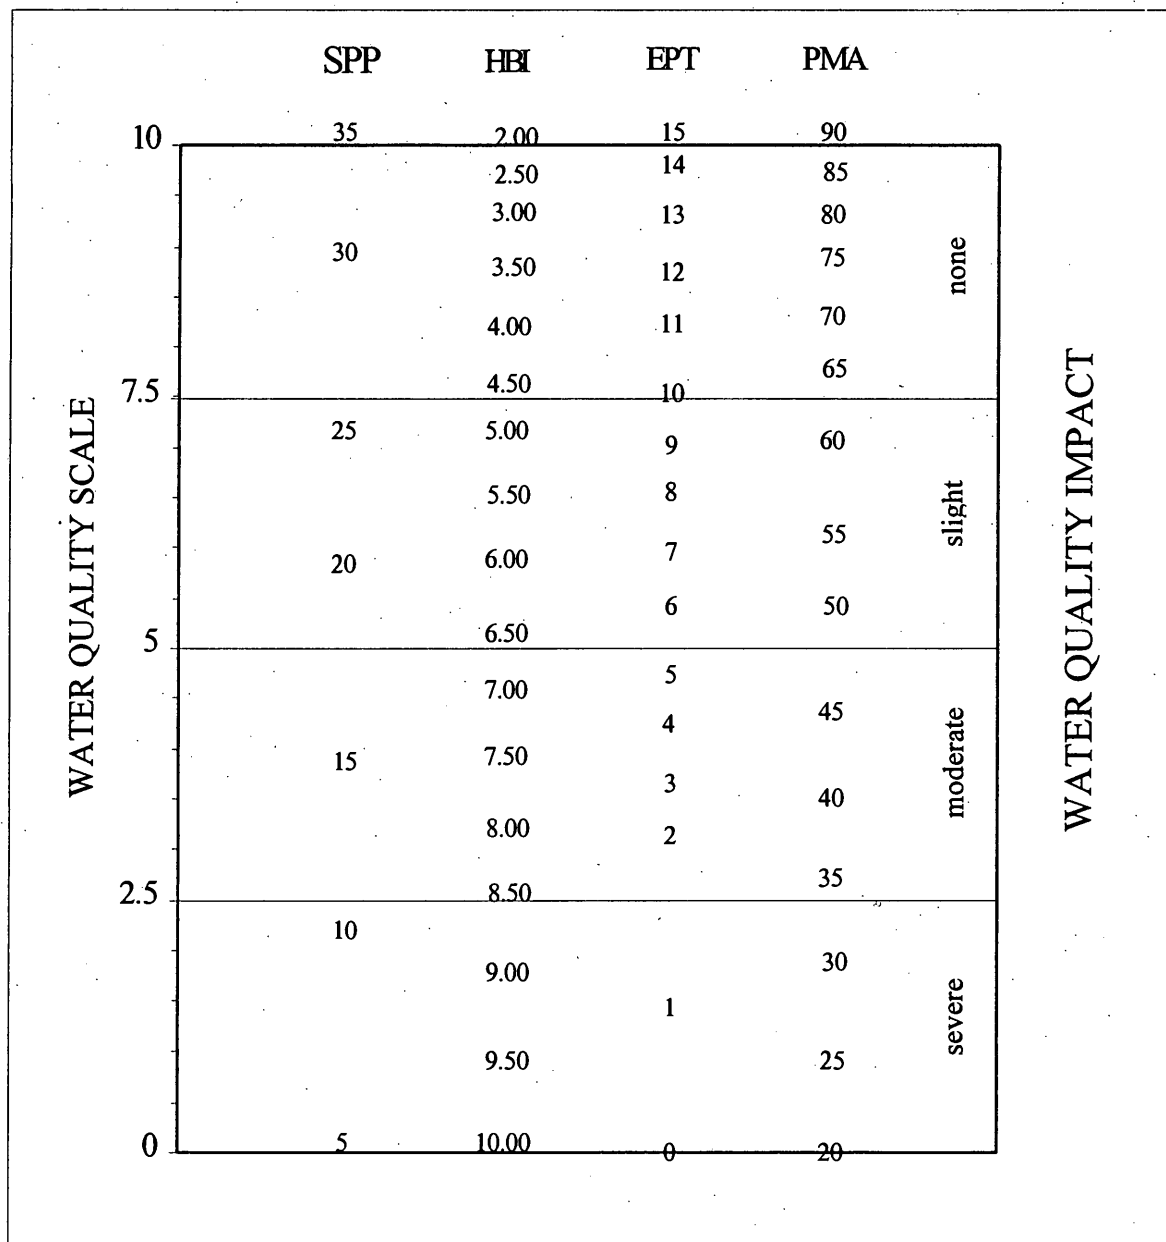 SPP HBI EPT PMA
10 35 2.00 15 90
2.50 14 85
3.00 13 80
30 3.50 12 75 none
4.00 11 70
4.50 65
7.5 10
25 5.00 9 60
5.50 8 slight
55
20 6.00 7
6 50
5 6.50
5
7.00 4 45
15 7.50 moderate
3 40
8.00 2
35
2.5 8.50
10
9.00 30
1 severe
9.50 25
0 5 10.00 0 20
WATER QUALITY SCALE
WATER QUALITY IMPACT